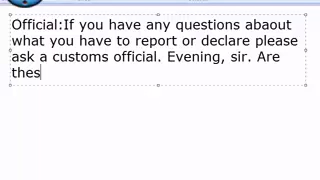 Official:If you have any questions abaout
what you have to report or declare please
ask a customs official. Evening, sir. Are
thes